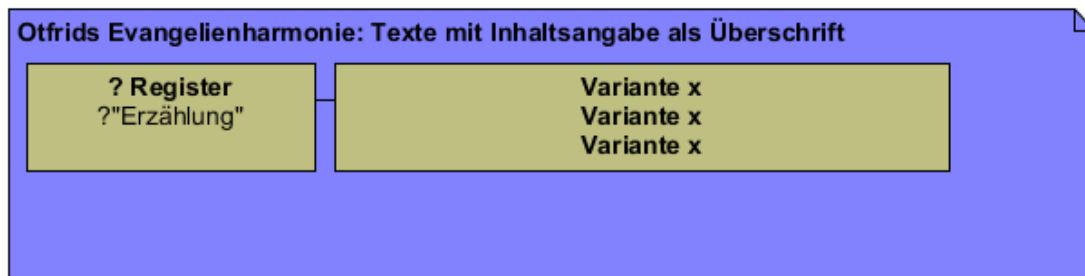 Otfrids Evangelienharmonie: Texte mit Inhaltsangabe als Überschrift
? Register
?"Erzählung"
Variante x
Variante x
Variante x